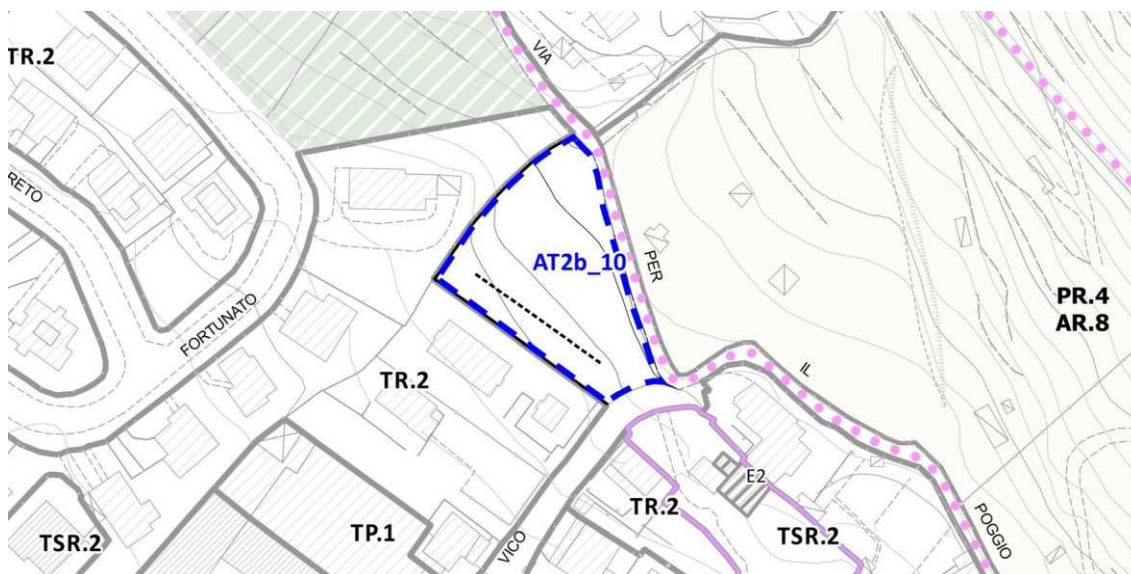 TR.2
VIA
RETO
AT2b_10
PER
PR.4
AR.8
FORTUNATO
TR.2
IL
E2
TR.2
TSR.2
TP.1
TSR.2
VICO
POGGIO